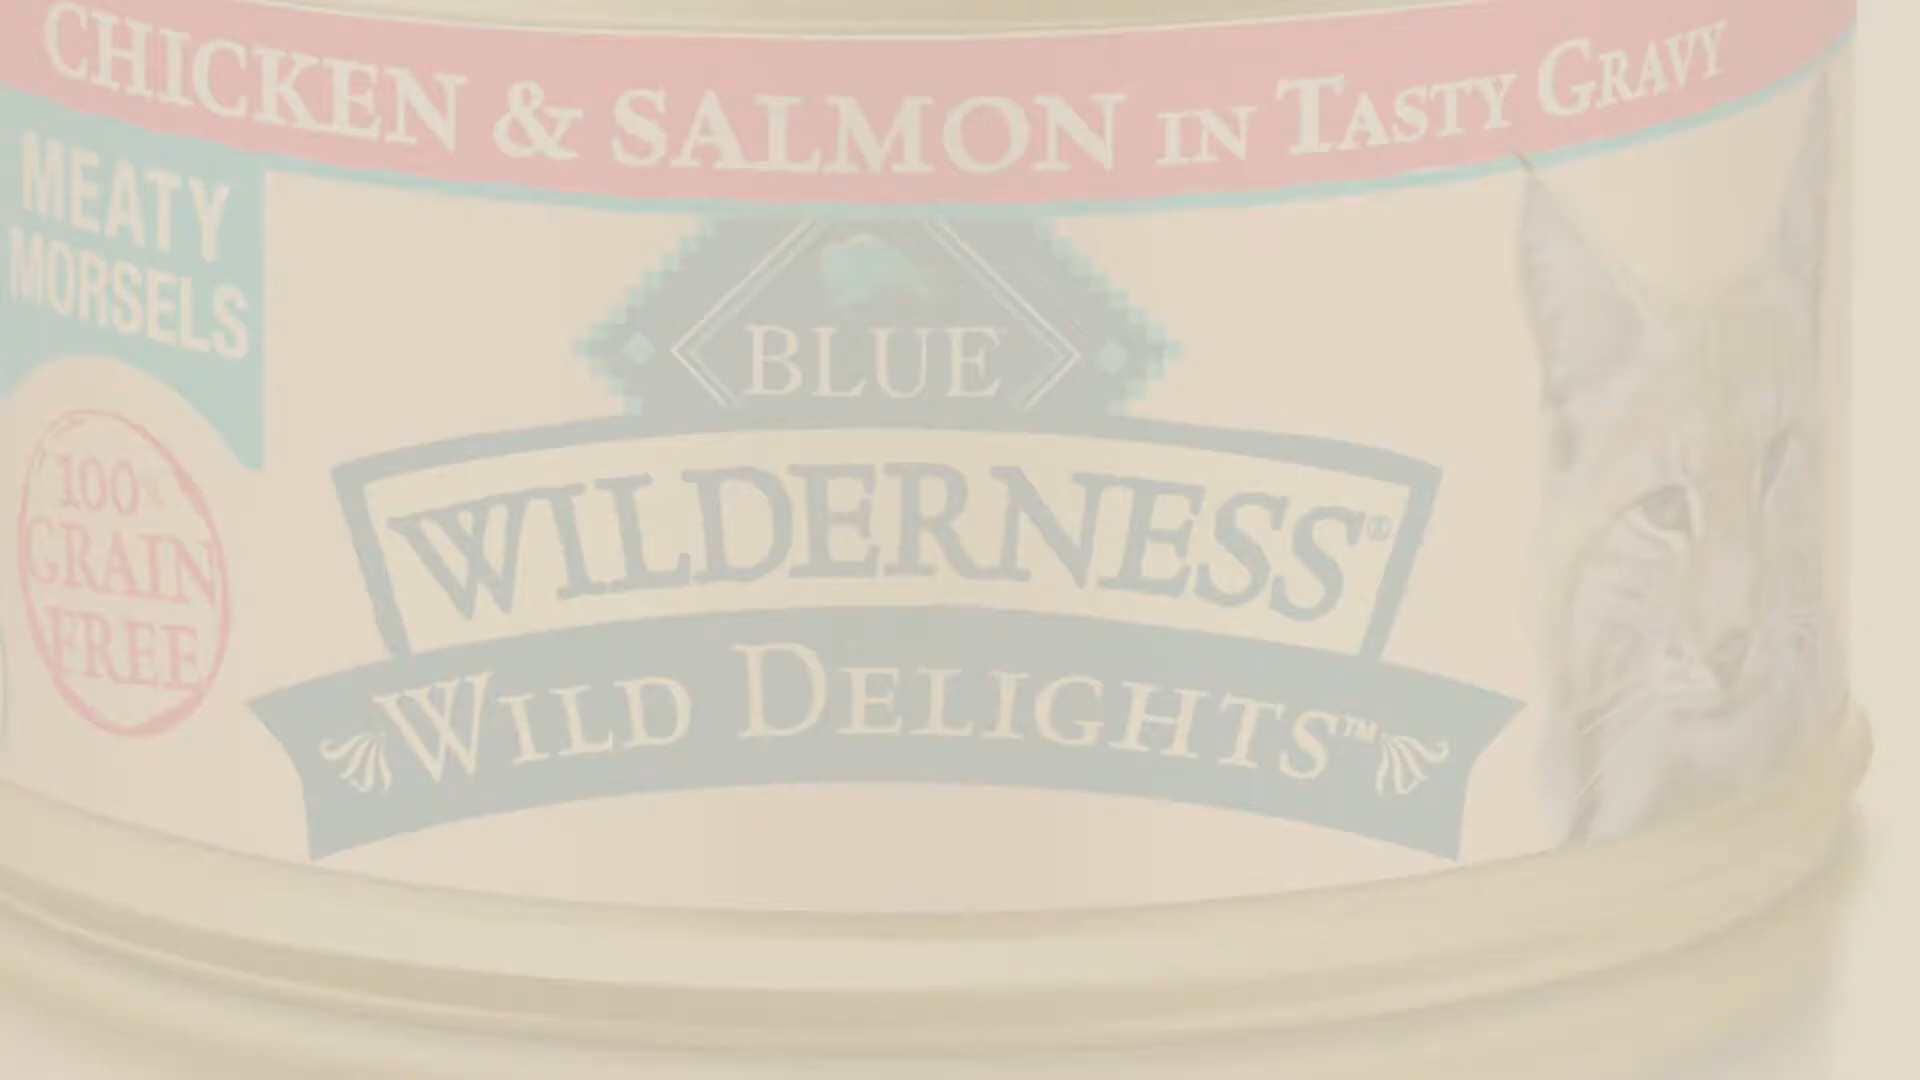 CHICKEN & SALMON IN TASTY GRAVY
MEATY
MORSELS
BLUE
100%
GRAIN
FREE
WILDERNESS®
WILD DELIGHTS™